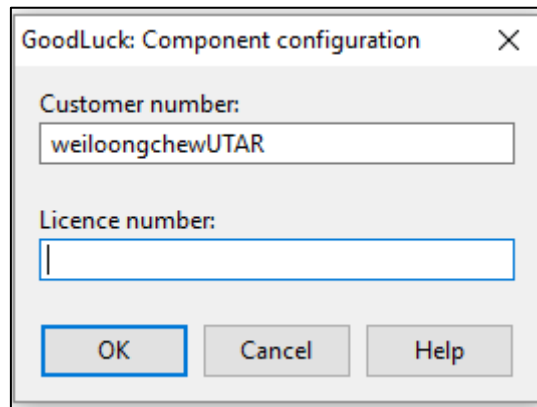 GoodLuck: Component configuration
Customer number:
weiloongchewUTAR
Licence number:
OK Cancel Help